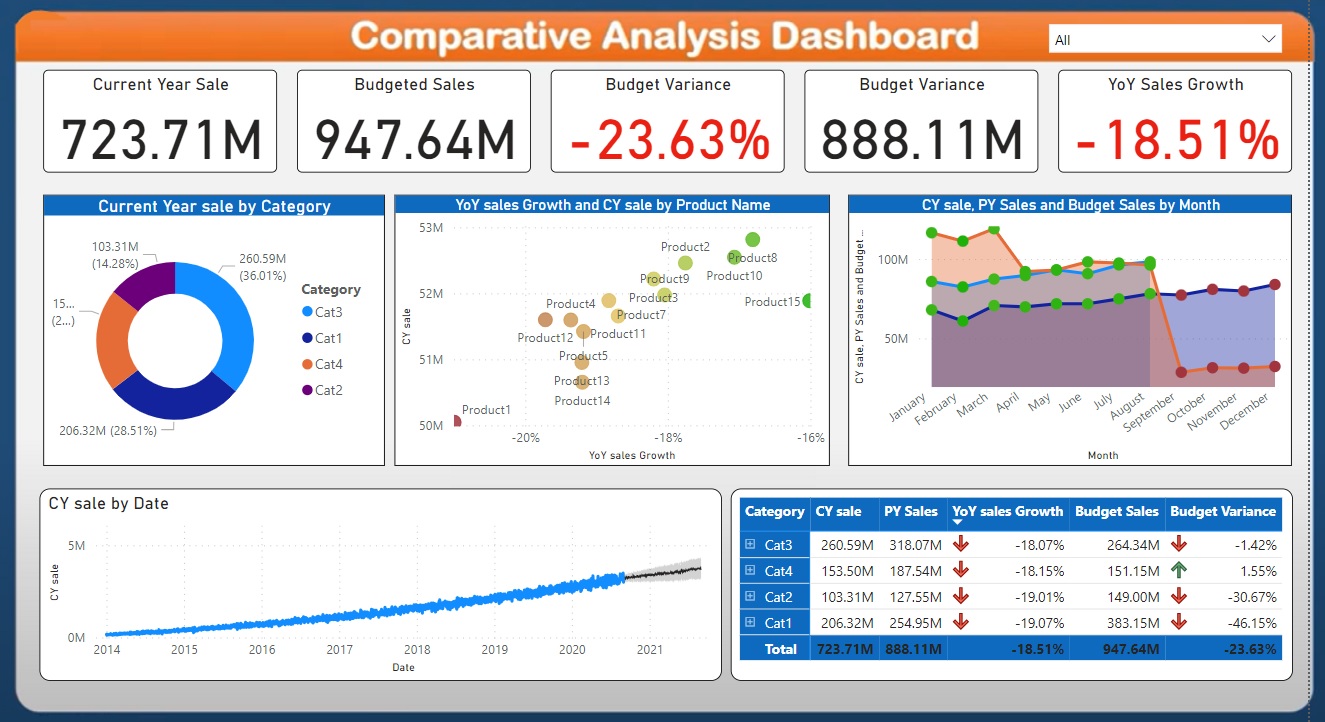 Comparative Analysis Dashboard
All
Current Year Sale
723.71M
Budgeted Sales
947.64M
Budget Variance
-23.63%
Budget Variance
888.11M
YoY Sales Growth
-18.51%
Current Year sale by Category
103.31M
(14.28%)
260.59M
(36.01%)
15...
(2...)
206.32M (28.51%)
Category
Cat3
Cat1
Cat4
Cat2
YoY sales Growth and CY sale by Product Name
CY sale
53M
52M
51M
50M
Product2
Product8
Product10
Product9
Product3
Product15
Product4
Product7
Product12
Product11
Product5
Product13
Product14
Product1
-20%
-18%
-16%
YoY sales Growth
CY sale, PY Sales and Budget Sales by Month
CY sale, PY Sales and Budget ...
100M
50M
January
February
March
April
May
June
July
August
September
October
November
December
Month
CY sale by Date
CY sale
5M
0M
2014 2015 2016 2017 2018 2019 2020 2021
Date
Category CY sale PY Sales YoY sales Growth Budget Sales Budget Variance
Cat3 260.59M 318.07M -18.07% 264.34M -1.42%
Cat4 153.50M 187.54M -18.15% 151.15M 1.55%
Cat2 103.31M 127.55M -19.01% 149.00M -30.67%
Cat1 206.32M 254.95M -19.07% 383.15M -46.15%
Total 723.71M 888.11M -18.51% 947.64M -23.63%